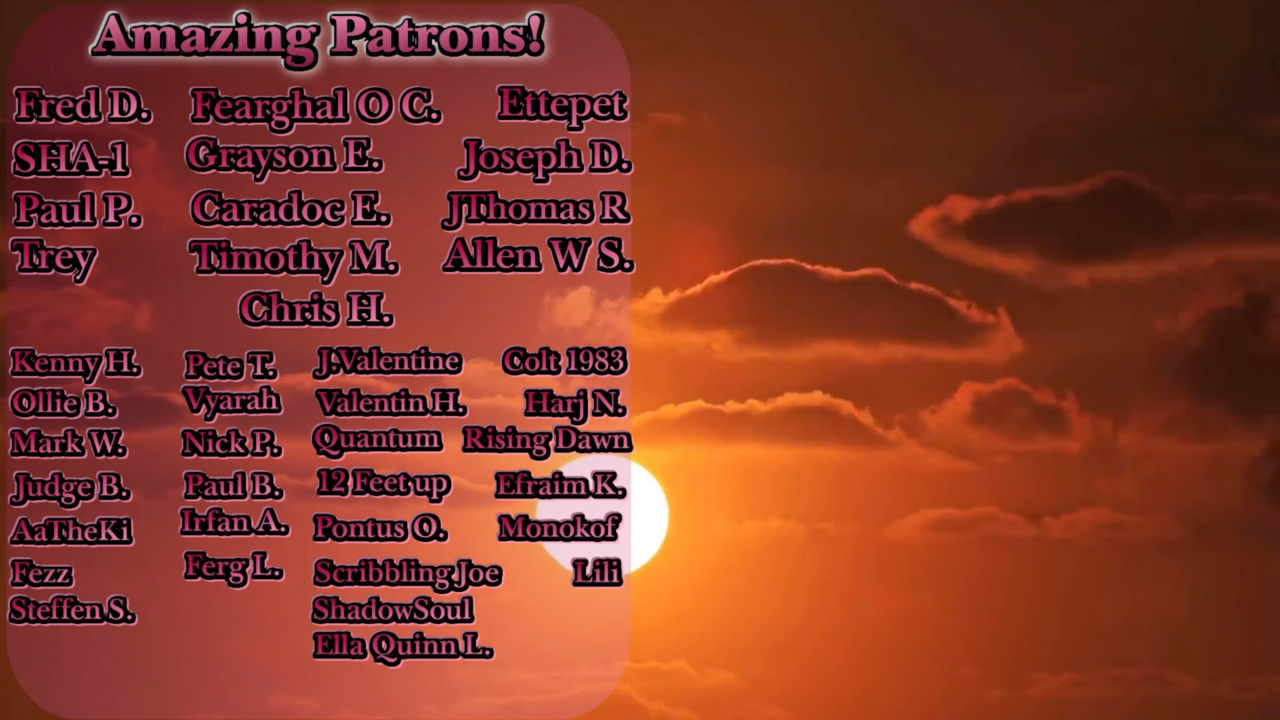 Amazing Patrons!
Fred D. Fearghal O C. Ettepet
SHA-1 Grayson E. Joseph D.
Paul P. Caradoc E. JThomas R
Trey Timothy M. Allen W S.
Chris H.
Kenny H. Pete T. J.Valentine Colt 1983
Ollie B. Vyarah Valentin H. Harj N.
Mark W. Nick P. Quantum Rising Dawn
Judge B. Paul B. 12 Feet up Efraim K.
AaTheKi Irfan A. Pontus O. Monokof
Fezz Ferg L. Scribbling Joe Lili
Steffen S. ShadowSoul
Ella Quinn L.